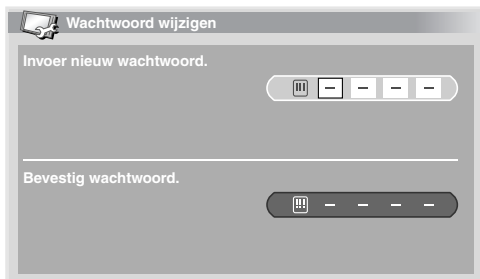 Wachtwoord wijzigen
Invoer nieuw wachtwoord.
– – – –
Bevestig wachtwoord.
– – – –